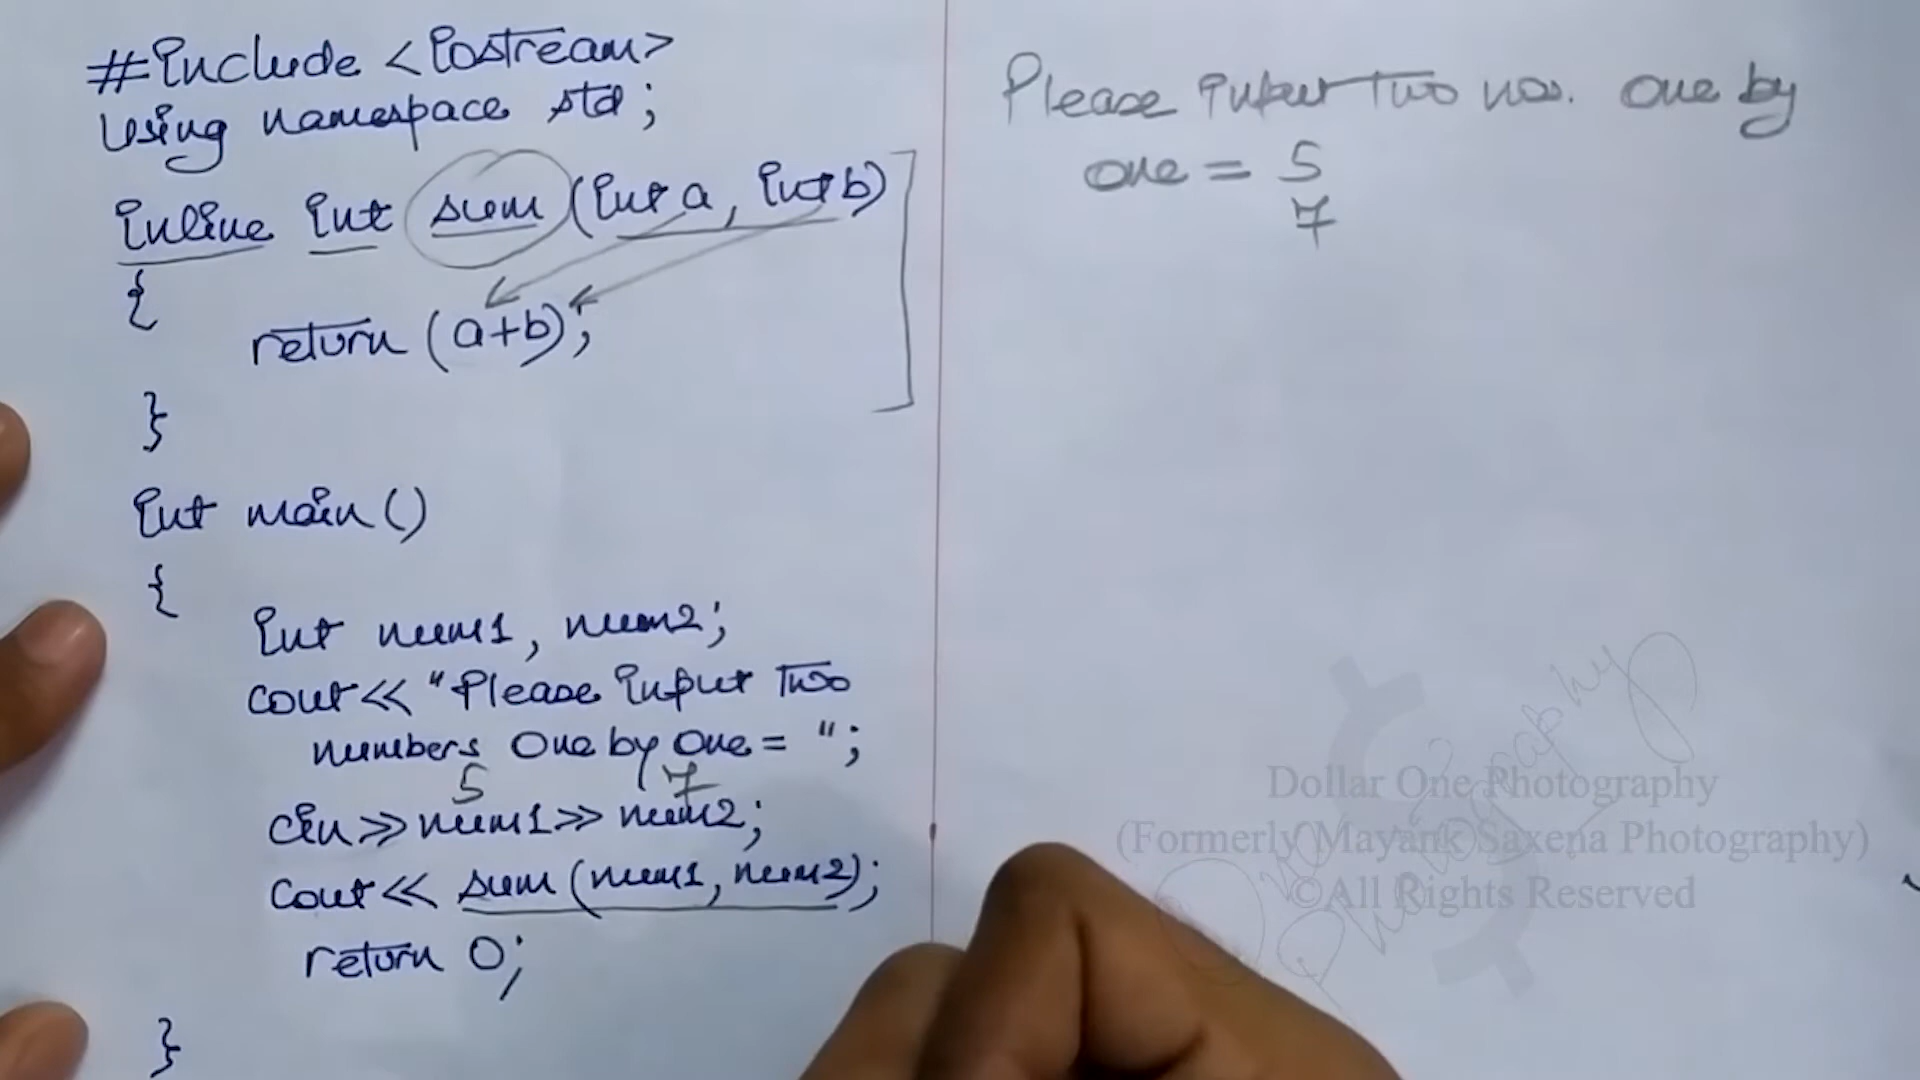 #include <iostream>
using namespace std;
inline int sum (int a, int b)
{
return (a+b);
}
int main ()
{
int num1, num2;
cout << "Please input two
numbers one by one = ";
5 7
cin >> num1 >> num2;
cout << sum (num1, num2);
return 0;
}
Please input two nos. one by
one = 5
7
Dollar One Photography
(Formerly Mayank Saxena Photography)
©All Rights Reserved
Photography